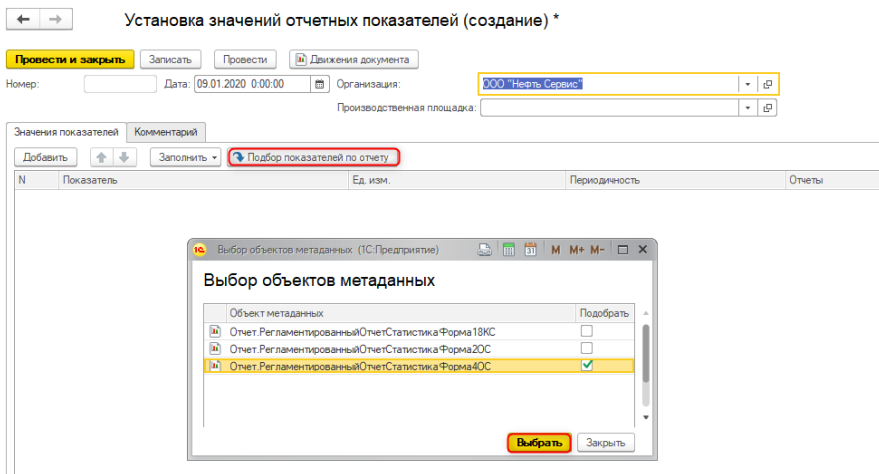 Установка значений отчетных показателей (создание) *
Провести и закрыть Записать Провести Движения документа
Номер: Дата: 09.01.2020 0:00:00 Организация: ООО "Нефть Сервис"
Производственная площадка:
Значения показателей Комментарий
Добавить Заполнить Подбор показателей по отчету
N Показатель Ед. изм. Периодичность Отчеты
1С Выбор объектов метаданных (1С:Предприятие) 31 M M+ M-
Выбор объектов метаданных
Объект метаданных Подобрать
Отчет.РегламентированныйОтчетСтатистикаФорма18КС
Отчет.РегламентированныйОтчетСтатистикаФорма2ОС
Отчет.РегламентированныйОтчетСтатистикаФорма4ОС
Выбрать Закрыть